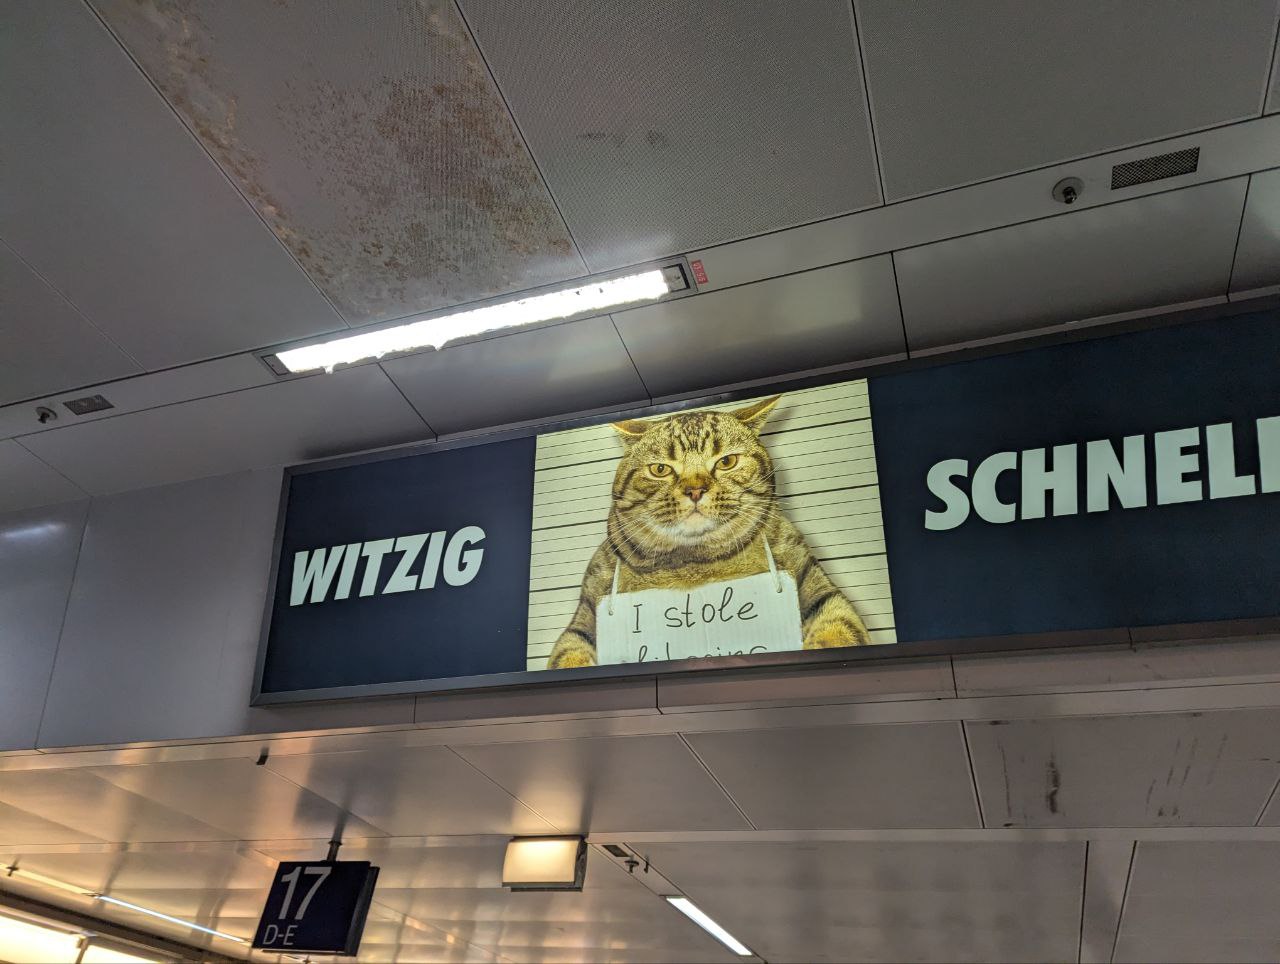 WITZIG
I stole
SCHNEL
17
D-E